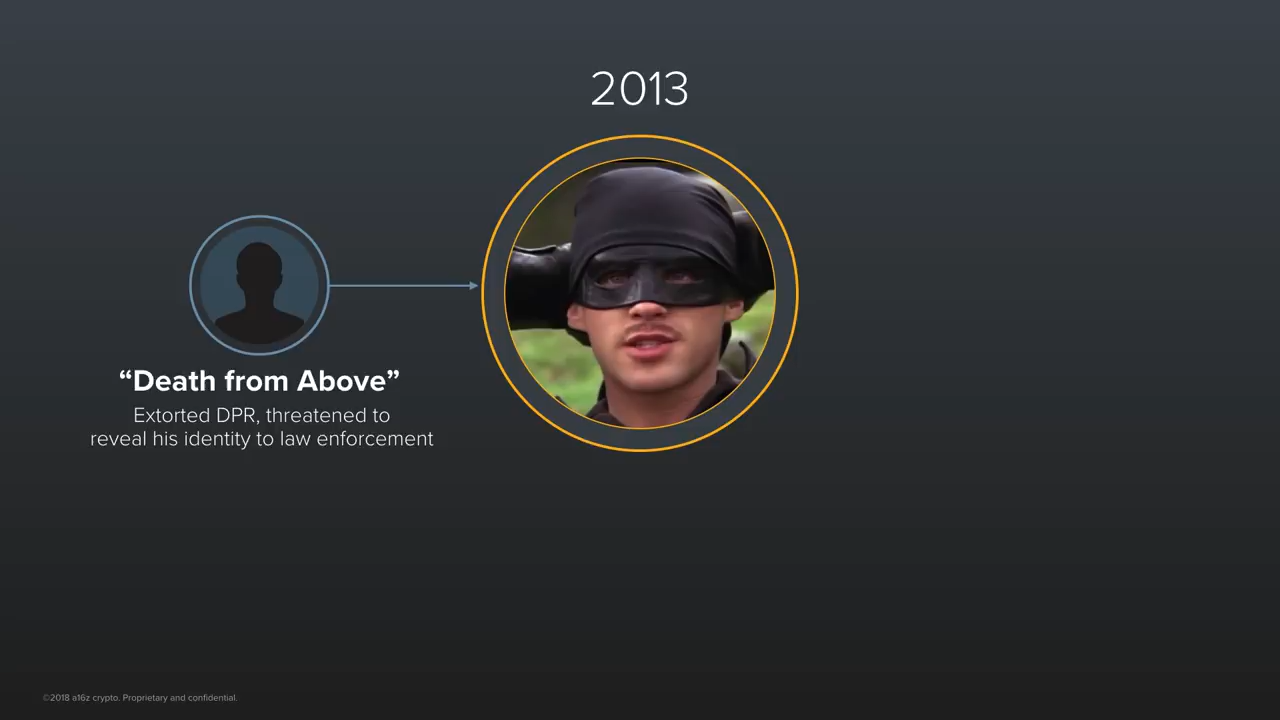 2013
“Death from Above”
Extorted DPR, threatened to
reveal his identity to law enforcement
©2018 a16z crypto. Proprietary and confidential.